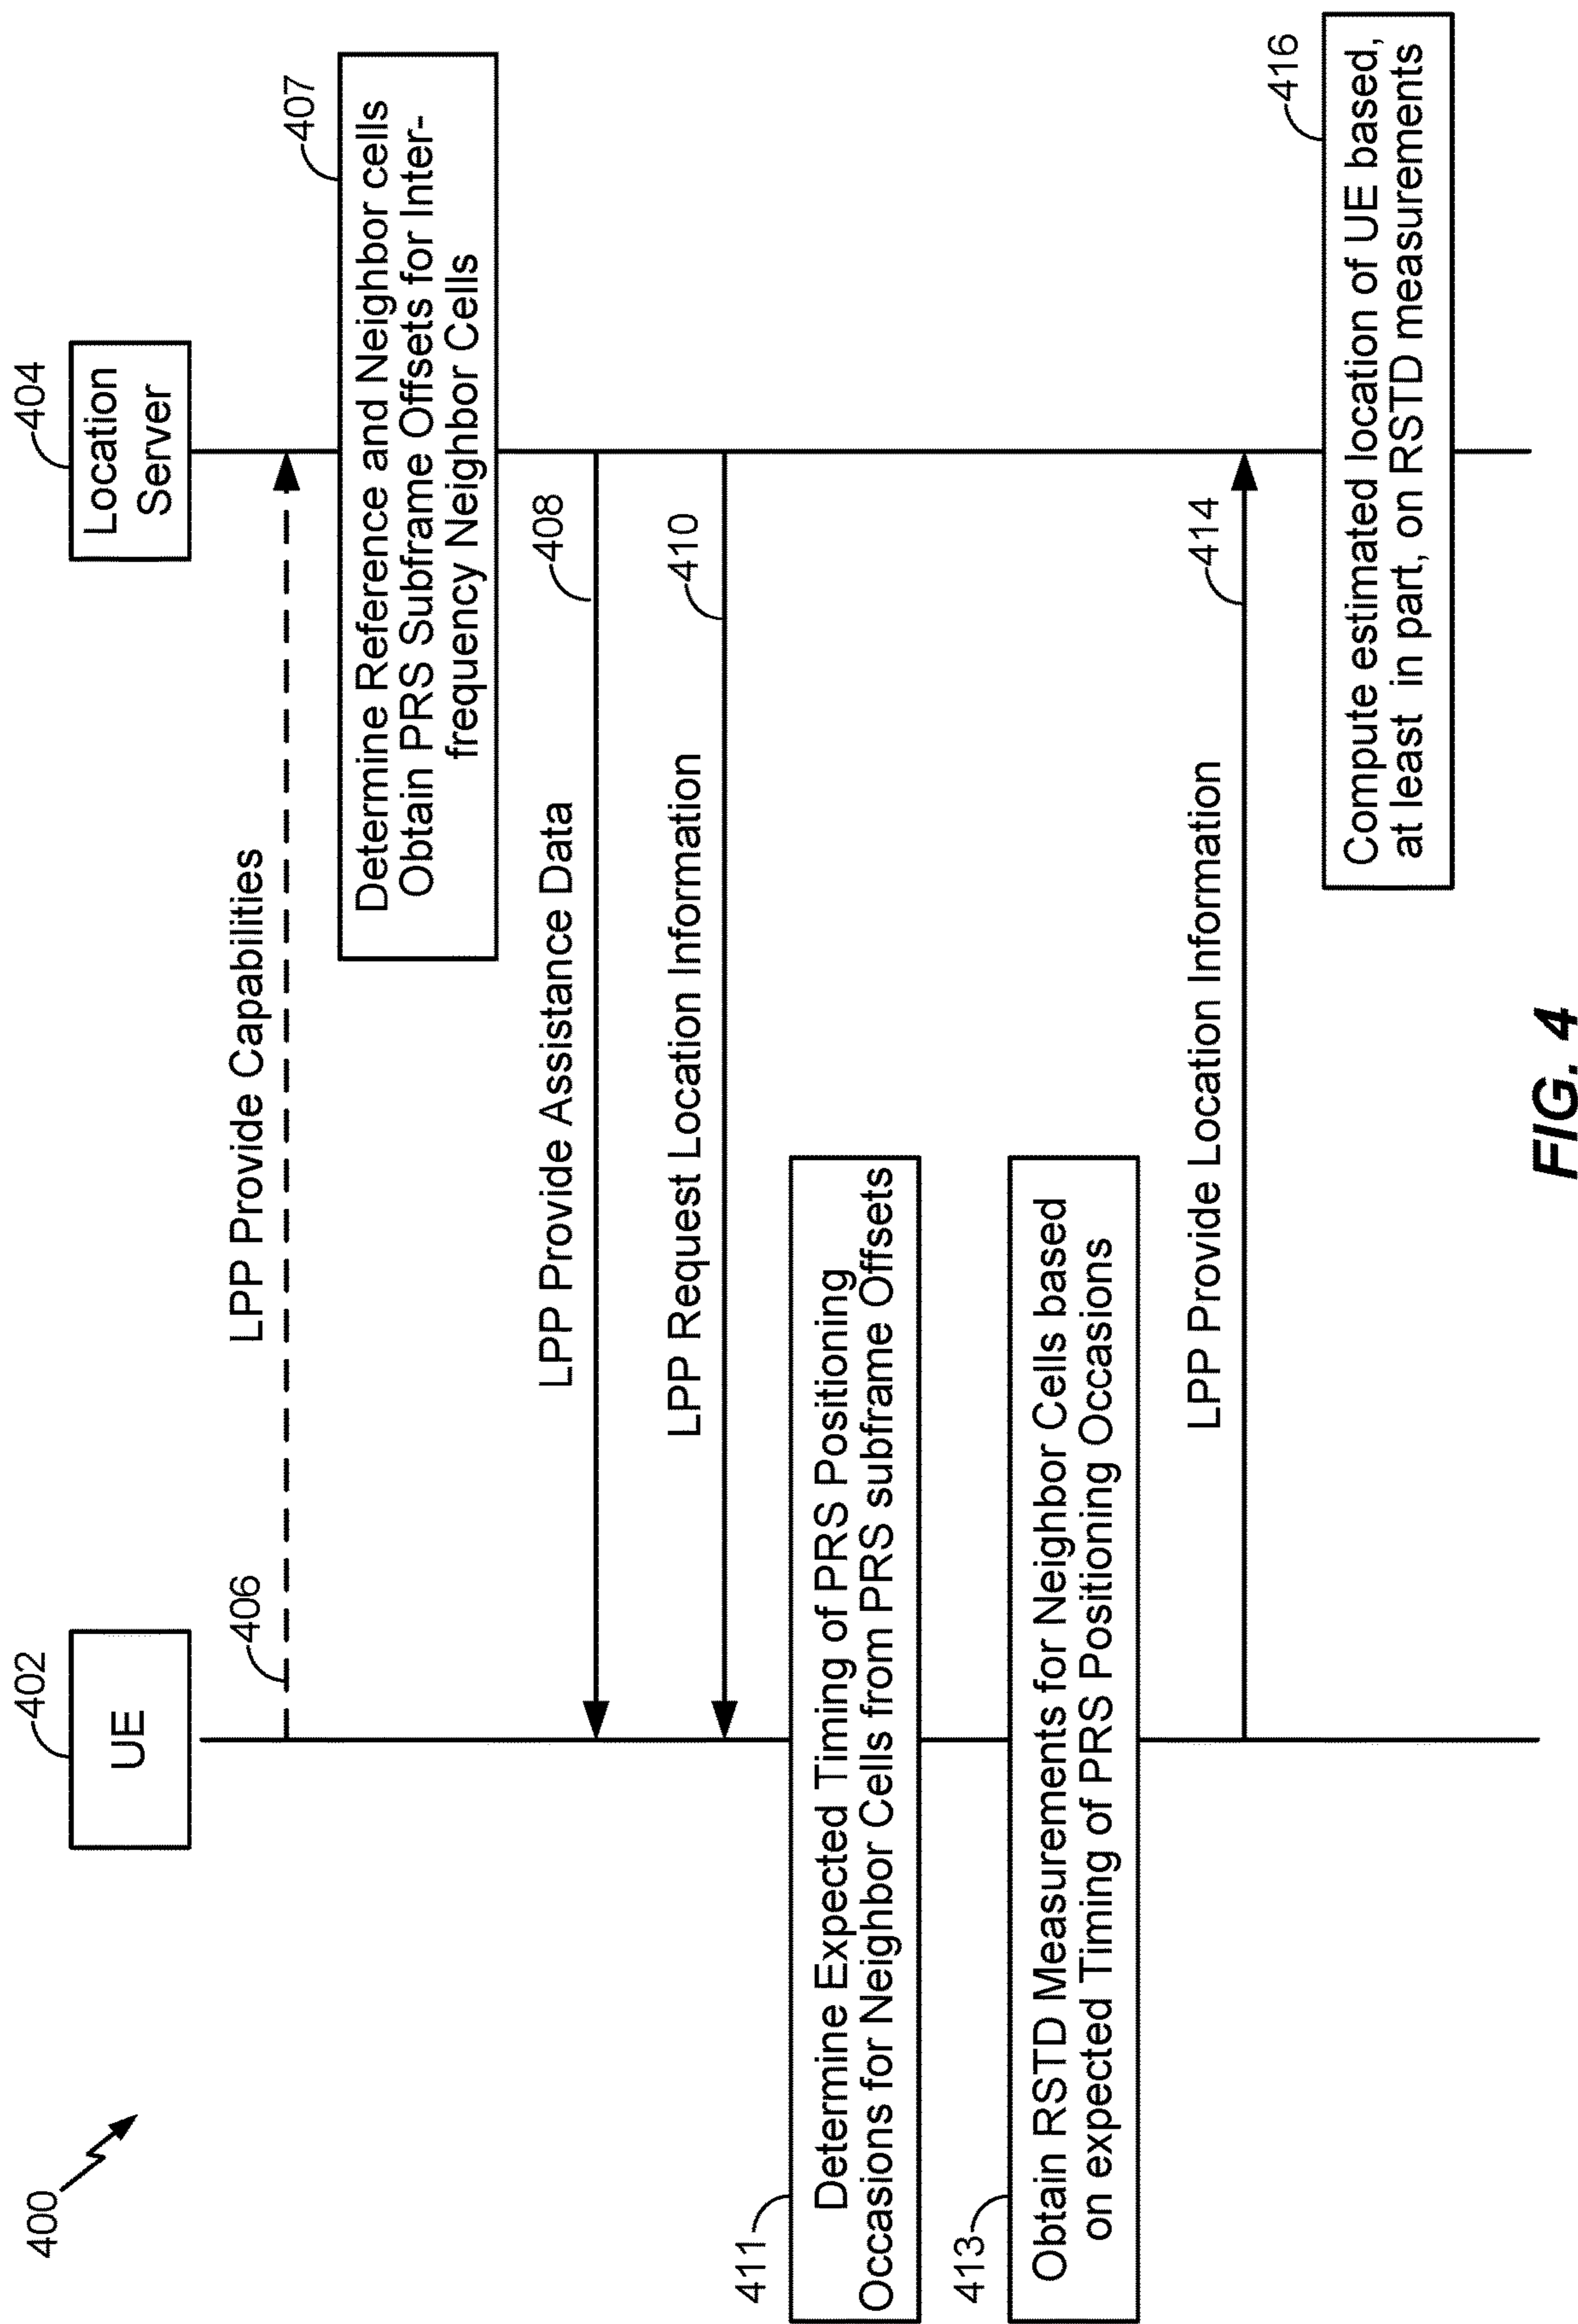 400
402
UE
404
Location
Server
LPP Provide Capabilities
406
407
Determine Reference and Neighbor cells
Obtain PRS Subframe Offsets for Inter-
frequency Neighbor Cells
LPP Provide Assistance Data
408
LPP Request Location Information
410
411
Determine Expected Timing of PRS Positioning
Occasions for Neighbor Cells from PRS subframe Offsets
413
Obtain RSTD Measurements for Neighbor Cells based
on expected Timing of PRS Positioning Occasions
LPP Provide Location Information
414
416
Compute estimated location of UE based,
at least in part, on RSTD measurements
FIG. 4